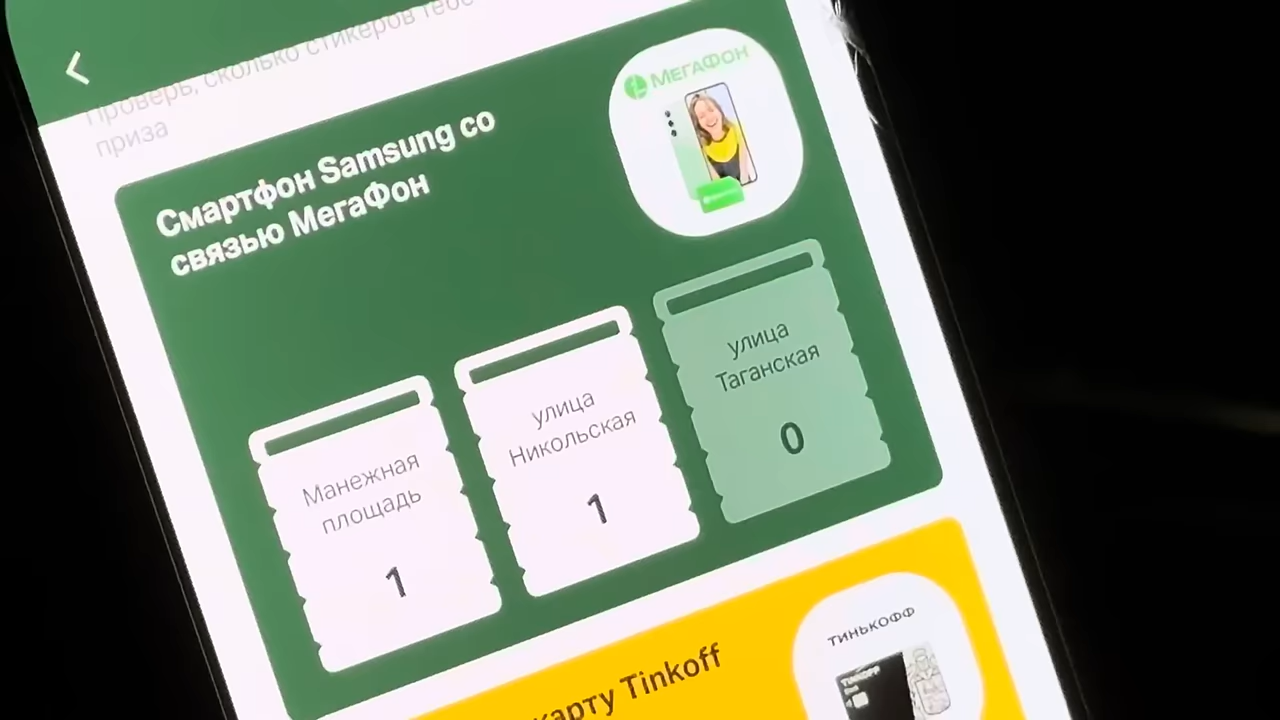 Проверь, сколько стикеров тебе
приза
Смартфон Samsung со
связью МегаФон
МЕГАФОН
улица
Таганская
0
улица
Никольская
1
Манежная
площадь
1
карту Tinkoff
ТИНЬКОФФ
TINKOFF